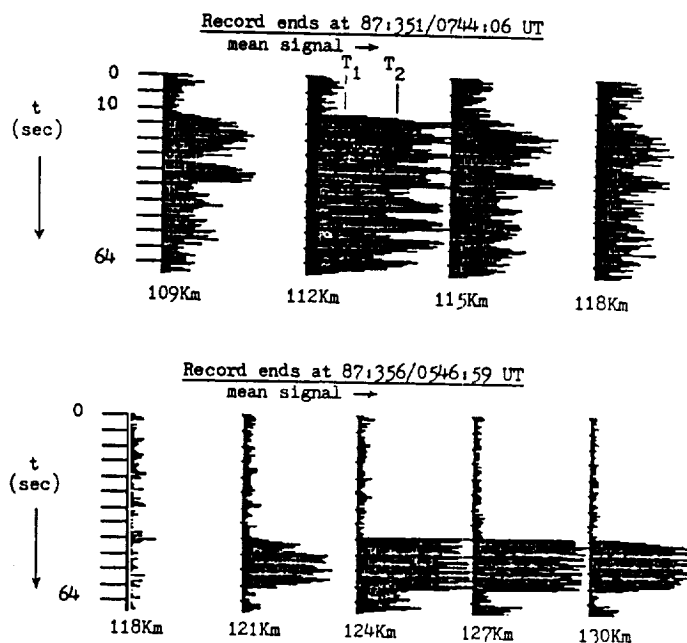 Record ends at 87:351/0744:06 UT
mean signal →
T1 T2
0
10
t
(sec)
64
109Km 112Km 115Km 118Km
Record ends at 87:356/0546:59 UT
mean signal →
0
t
(sec)
64
118Km 121Km 124Km 127Km 130Km